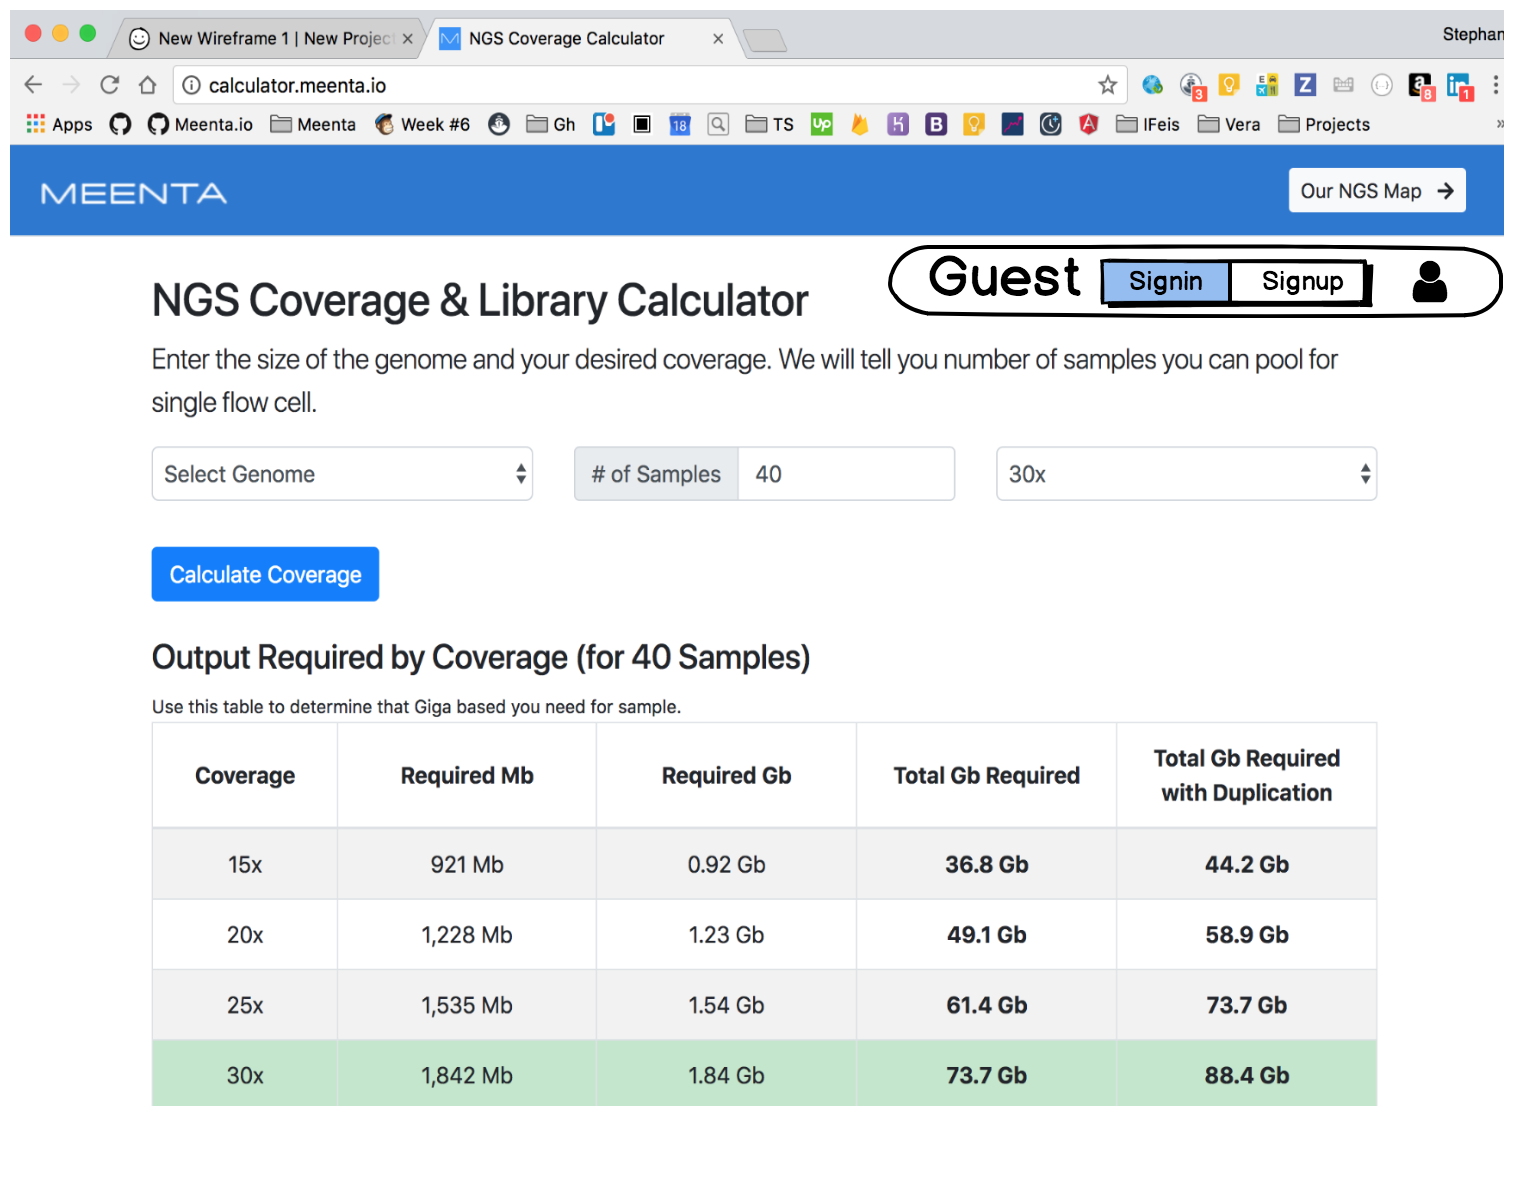 New Wireframe 1 | New Projec
NGS Coverage Calculator
Stephan
calculator.meenta.io
3
8
1
Apps
Meenta.io
Meenta
Week #6
Gh
18
TS
Up
B
IFeis
Vera
Projects
MEENTA
Our NGS Map
Guest
Signin
Signup
NGS Coverage & Library Calculator
Enter the size of the genome and your desired coverage. We will tell you number of samples you can pool for
single flow cell.
Select Genome
# of Samples 40
30x
Calculate Coverage
Output Required by Coverage (for 40 Samples)
Use this table to determine that Giga based you need for sample.
Coverage Required Mb Required Gb Total Gb Required Total Gb Required
with Duplication
15x 921 Mb 0.92 Gb 36.8 Gb 44.2 Gb
20x 1,228 Mb 1.23 Gb 49.1 Gb 58.9 Gb
25x 1,535 Mb 1.54 Gb 61.4 Gb 73.7 Gb
30x 1,842 Mb 1.84 Gb 73.7 Gb 88.4 Gb